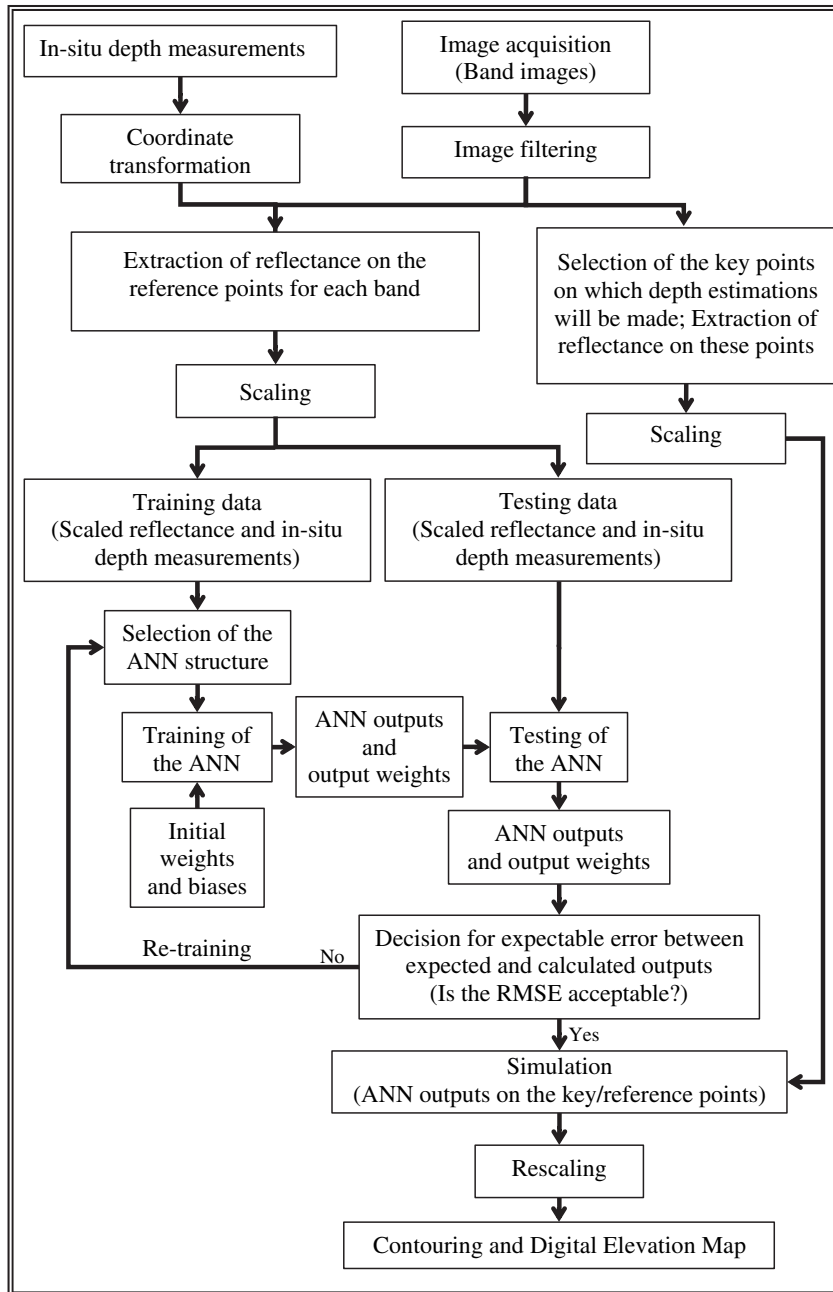 In-situ depth measurements
Image acquisition
(Band images)
Coordinate
transformation
Image filtering
Extraction of reflectance on the
reference points for each band
Selection of the key points
on which depth estimations
will be made; Extraction of
reflectance on these points
Scaling
Scaling
Training data
(Scaled reflectance and in-situ
depth measurements)
Testing data
(Scaled reflectance and in-situ
depth measurements)
Selection of the
ANN structure
Training of
the ANN
ANN outputs
and
output weights
Testing of
the ANN
Initial
weights
and biases
ANN outputs
and output weights
Re-training
No
Decision for expectable error between
expected and calculated outputs
(Is the RMSE acceptable?)
Yes
Simulation
(ANN outputs on the key/reference points)
Rescaling
Contouring and Digital Elevation Map